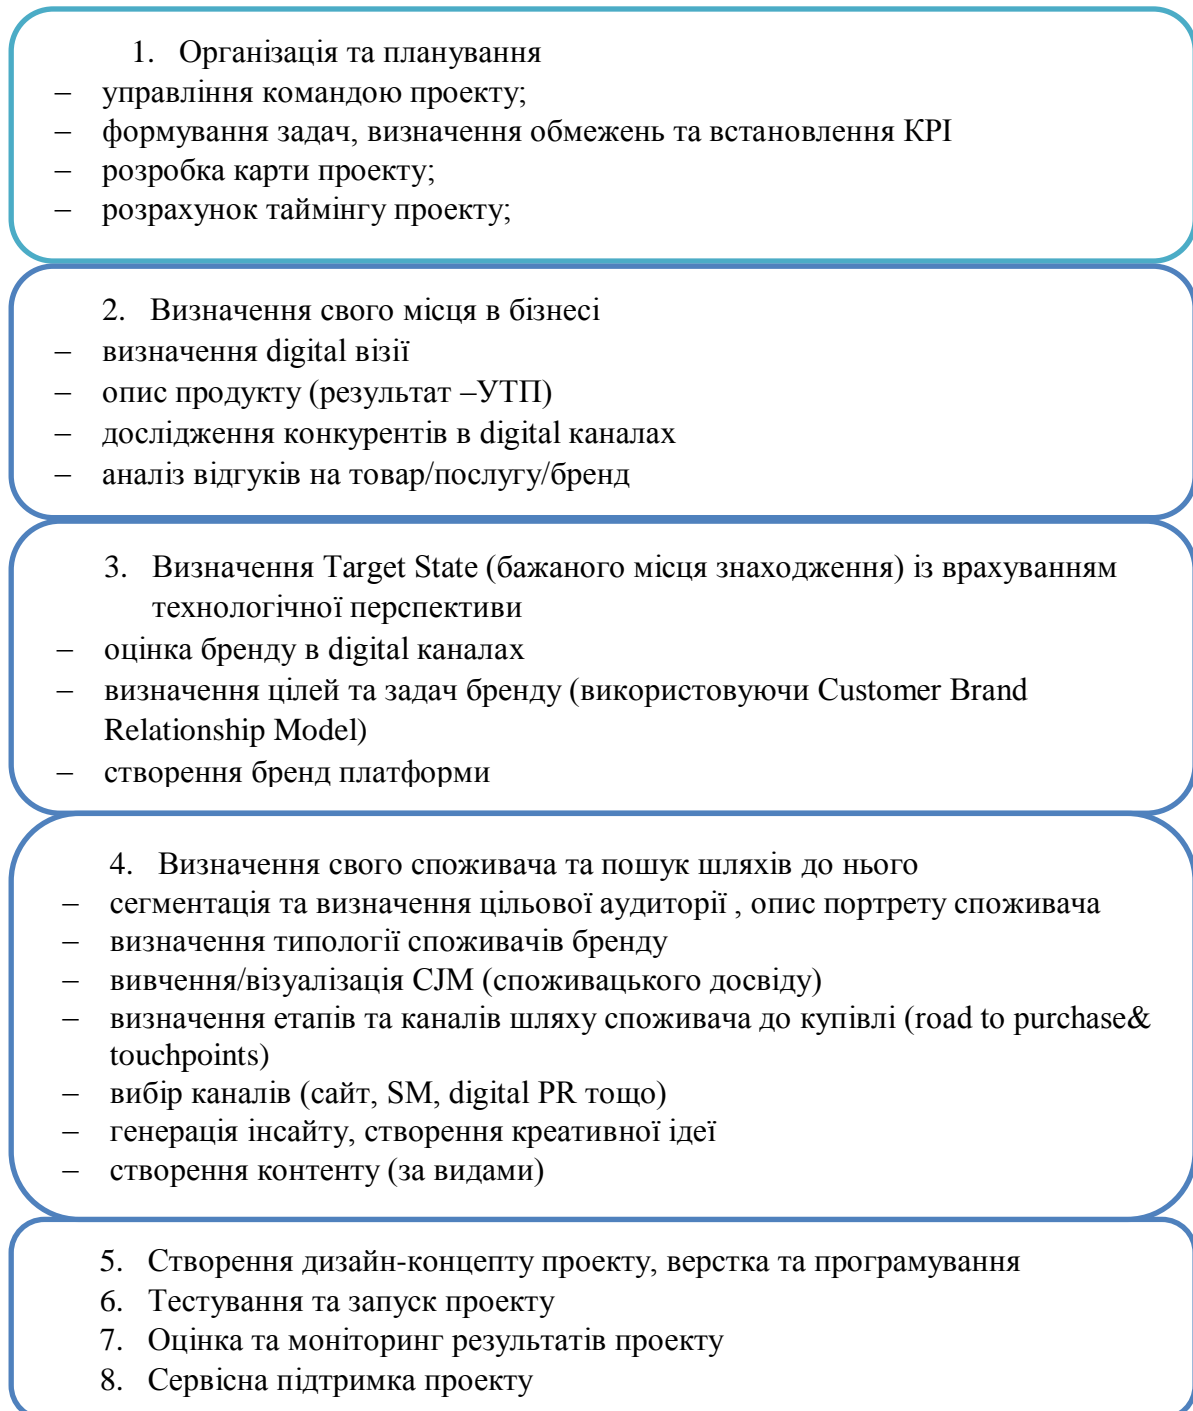 1. Організація та планування
– управління командою проекту;
– формування задач, визначення обмежень та встановлення KPI
– розробка карти проекту;
– розрахунок таймінгу проекту;
2. Визначення свого місця в бізнесі
– визначення digital візії
– опис продукту (результат –УТП)
– дослідження конкурентів в digital каналах
– аналіз відгуків на товар/послугу/бренд
3. Визначення Target State (бажаного місця знаходження) із врахуванням
технологічної перспективи
– оцінка бренду в digital каналах
– визначення цілей та задач бренду (використовуючи Customer Brand
Relationship Model)
– створення бренд платформи
4. Визначення свого споживача та пошук шляхів до нього
– сегментація та визначення цільової аудиторії , опис портрету споживача
– визначення типології споживачів бренду
– вивчення/візуалізація CJM (споживацького досвіду)
– визначення етапів та каналів шляху споживача до купівлі (road to purchase&
touchpoints)
– вибір каналів (сайт, SM, digital PR тощо)
– генерація інсайту, створення креативної ідеї
– створення контенту (за видами)
5. Створення дизайн-концепту проекту, верстка та програмування
6. Тестування та запуск проекту
7. Оцінка та моніторинг результатів проекту
8. Сервісна підтримка проекту